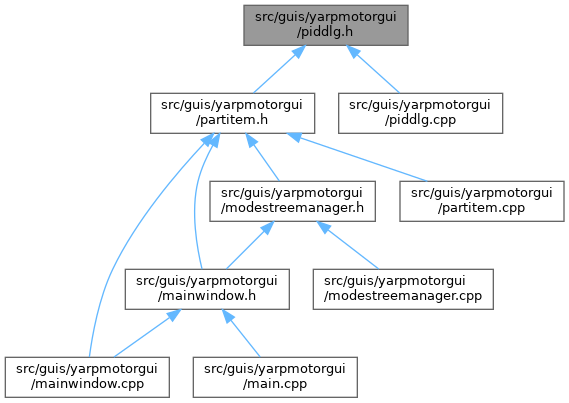 src/guis/yarpmotorgui
/piddlg.h
src/guis/yarpmotorgui
/partitem.h
src/guis/yarpmotorgui
/piddlg.cpp
src/guis/yarpmotorgui
/modestreemanager.h
src/guis/yarpmotorgui
/partitem.cpp
src/guis/yarpmotorgui
/mainwindow.h
src/guis/yarpmotorgui
/modestreemanager.cpp
src/guis/yarpmotorgui
/mainwindow.cpp
src/guis/yarpmotorgui
/main.cpp